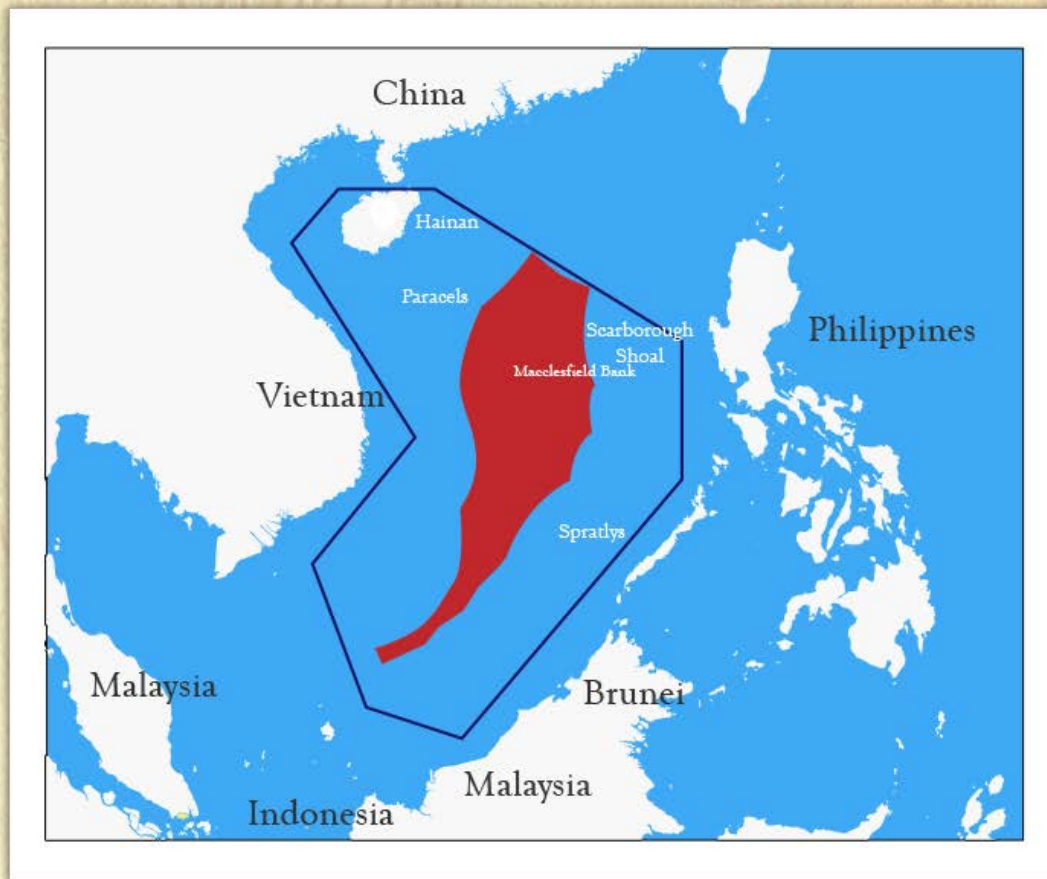 China
Hainan
Paracels
Scarborough
Shoal
Philippines
Macclesfield Bank
Vietnam
Spratlys
Malaysia
Brunei
Malaysia
Indonesia